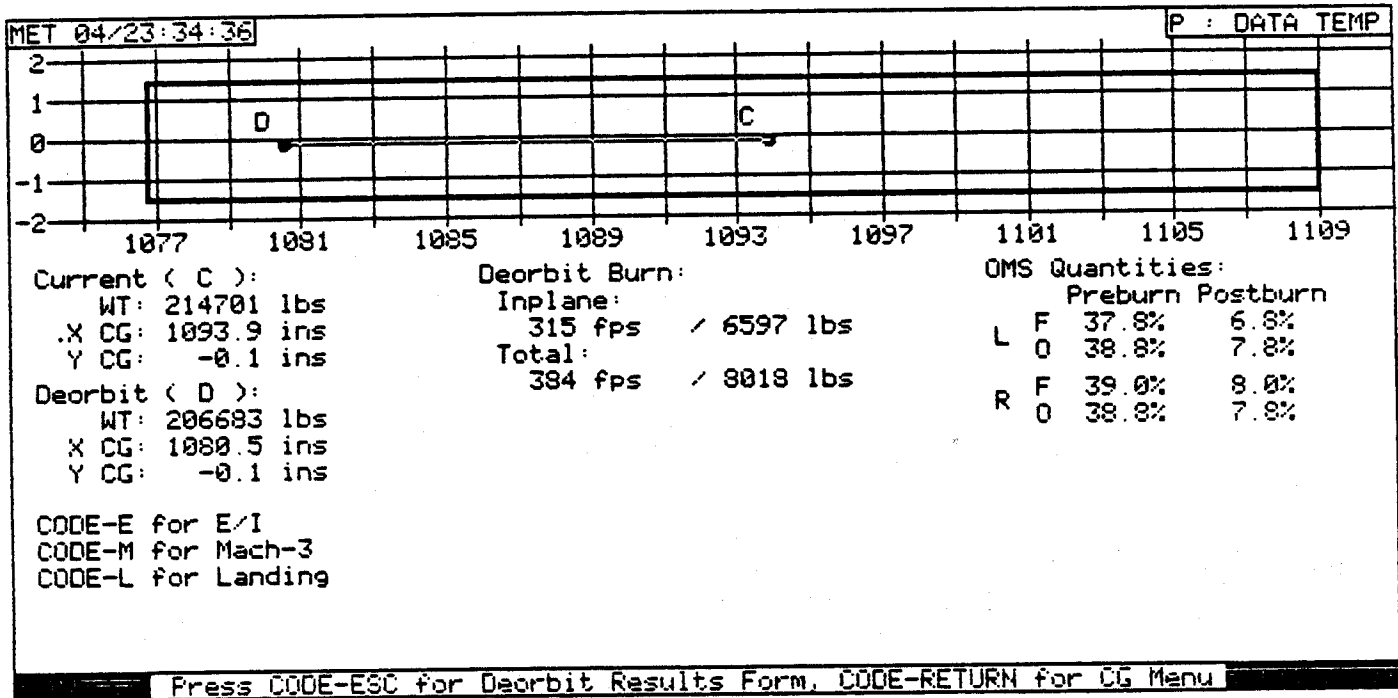 MET 04/23:34:36
P : DATA TEMP
2
1
0
-1
-2
D
C
1077 1081 1085 1089 1093 1097 1101 1105 1109
Current ( C ):
WT: 214701 lbs
.X CG: 1093.9 ins
Y CG: -0.1 ins
Deorbit ( D ):
WT: 206683 lbs
X CG: 1080.5 ins
Y CG: -0.1 ins
CODE-E for E/I
CODE-M for Mach-3
CODE-L for Landing
Deorbit Burn:
Inplane:
315 fps / 6597 lbs
Total:
384 fps / 8018 lbs
OMS Quantities:
Preburn Postburn
L F 37.8% 6.8%
O 38.8% 7.8%
R F 39.0% 8.0%
O 38.8% 7.8%
Press CODE-ESC for Deorbit Results Form, CODE-RETURN for CG Menu